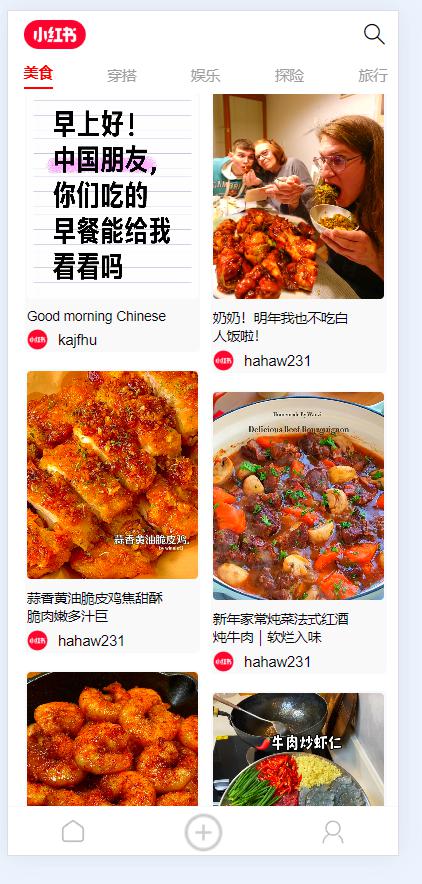 小红书
美食 穿搭 娱乐 探险 旅行
早上好！
中国朋友，
你们吃的
早餐能给我
看看吗
Good morning Chinese
小红书 kajfhu
奶奶！明年我也不吃白
人饭啦！
小红书 hahaw231
蒜香黄油脆皮鸡
蒜香黄油脆皮鸡焦甜酥
脆肉嫩多汁巨
小红书 hahaw231
Delicious Beef Bourguignon
新年家常炖菜法式红酒
炖牛肉｜软烂入味
小红书 hahaw231
牛肉炒虾仁